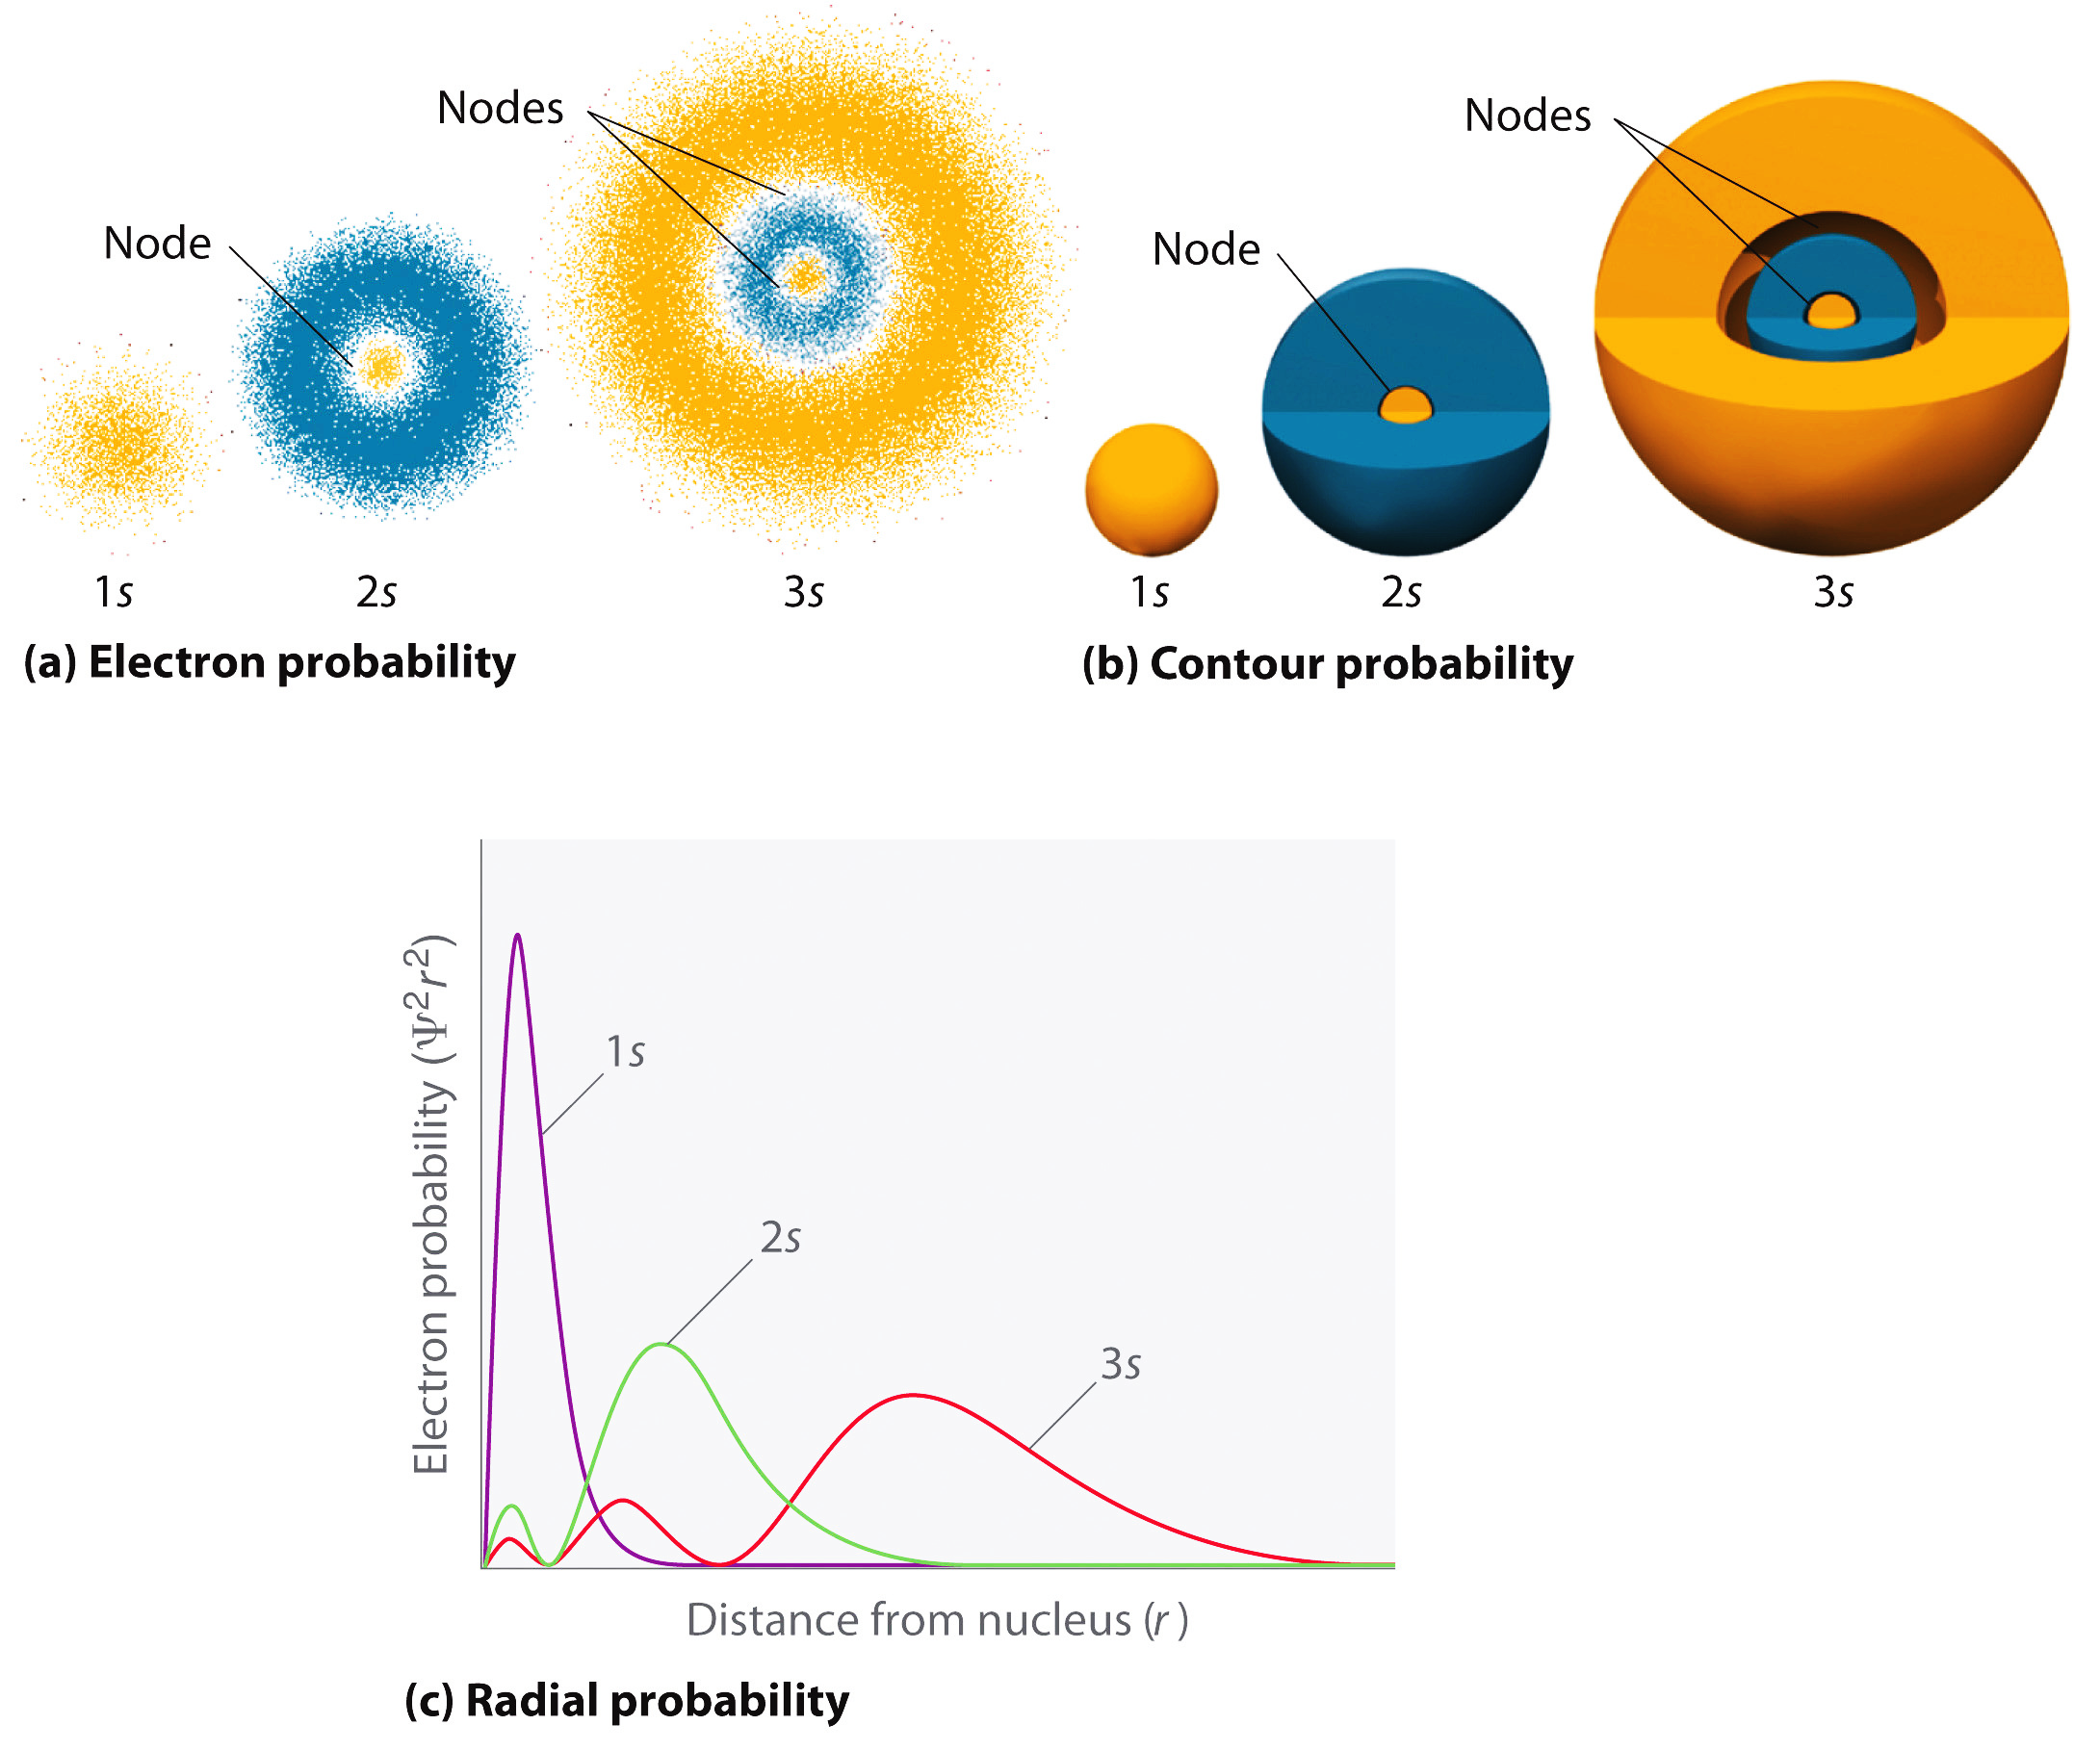 Nodes
Node
1s
2s
3s
(a) Electron probability
Nodes
Node
1s
2s
3s
(b) Contour probability
Electron probability (Ψ²r²)
1s
2s
3s
Distance from nucleus (r)
(c) Radial probability